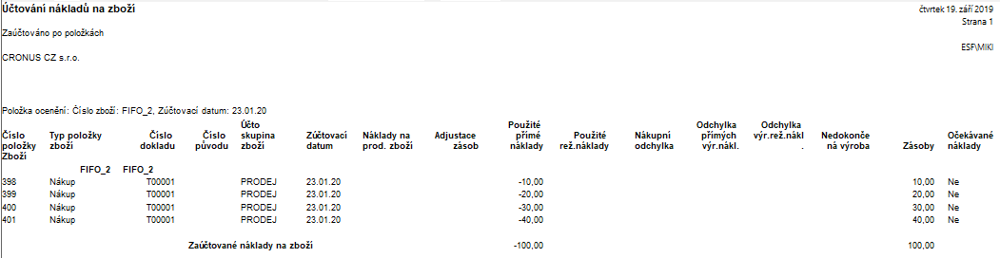 Účtování nákladů na zboží
čtvrtek 19. září 2019
Strana 1
Zaúčtováno po položkách
ESF\MIKI
CRONUS CZ s.r.o.
Položka ocenění: Číslo zboží: FIFO_2, Zúčtovací datum: 23.01.20
Číslo položky Zboží Typ položky zboží Číslo dokladu Číslo původu Účto skupina zboží Zúčtovací datum Náklady na prod. zboží Adjustace zásob Použité přímé náklady Použité rež.náklady Nákupní odchylka Odchylka přímých výr.nákl. Odchylka výr.rež.nákl . Nedokonče ná výroba Zásoby Očekávané náklady
FIFO_2 FIFO_2
398 Nákup T00001 PRODEJ 23.01.20 -10,00 10,00 Ne
399 Nákup T00001 PRODEJ 23.01.20 -20,00 20,00 Ne
400 Nákup T00001 PRODEJ 23.01.20 -30,00 30,00 Ne
401 Nákup T00001 PRODEJ 23.01.20 -40,00 40,00 Ne
Zaúčtované náklady na zboží -100,00 100,00